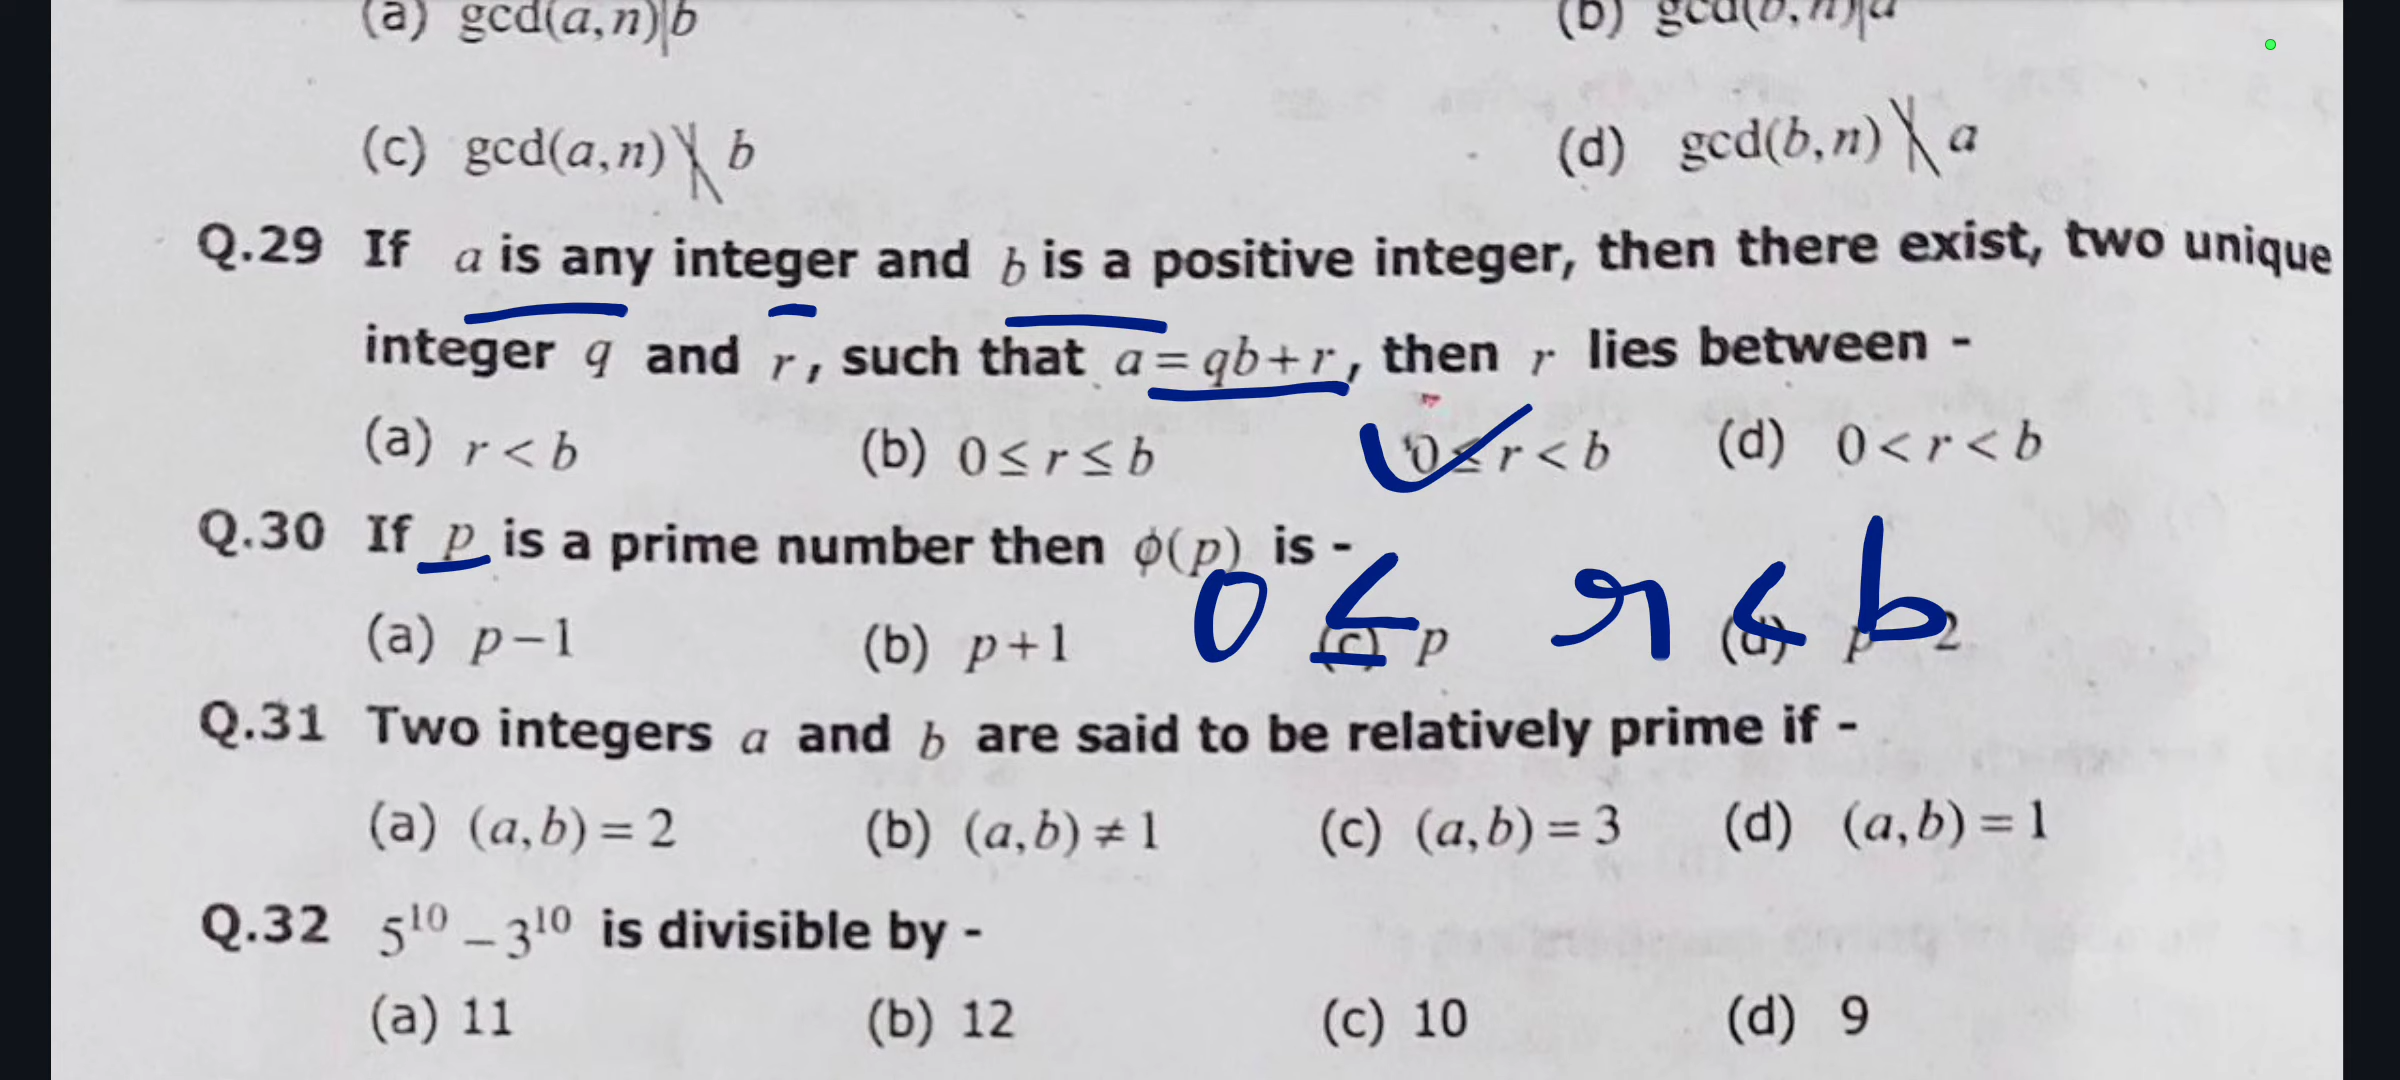 (a) gcd(a,n)|b (b) gcd(b,n)|a
(c) gcd(a,n)∤b (d) gcd(b,n)∤a
Q.29 If a is any integer and b is a positive integer, then there exist, two unique
integer q and r, such that a = qb+r, then r lies between -
(a) r < b (b) 0 ≤ r ≤ b 0 ≤ r < b (d) 0 < r < b
Q.30 If p is a prime number then ϕ(p) is -
0 ≤ r < b
(a) p−1 (b) p+1 (c) p (d) p 2
Q.31 Two integers a and b are said to be relatively prime if -
(a) (a,b) = 2 (b) (a,b) ≠ 1 (c) (a,b) = 3 (d) (a,b) = 1
Q.32 5¹⁰ − 3¹⁰ is divisible by -
(a) 11 (b) 12 (c) 10 (d) 9